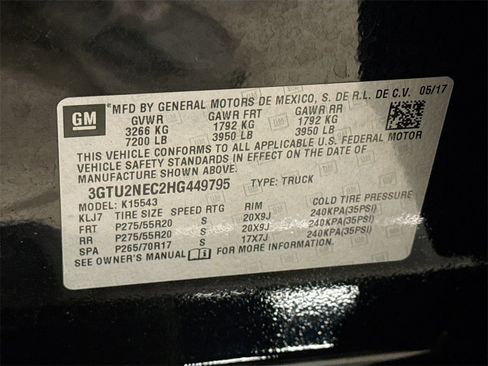 GM
*MFD BY GENERAL MOTORS DE MEXICO, S. DE R.L. DE C.V. 05/17
GVWR GAWR FRT GAWR RR
3266 KG 1792 KG 1792 KG
7200 LB 3950 LB 3950 LB
THIS VEHICLE CONFORMS TO ALL APPLICABLE U.S. FEDERAL MOTOR
VEHICLE SAFETY STANDARDS IN EFFECT ON THE DATE OF
MANUFACTURE SHOWN ABOVE.
3GTU2NEC2HG449795 TYPE: TRUCK
MODEL: K15543
KLJ7 TIRE SIZE SPEED RTG RIM COLD TIRE PRESSURE
FRT P275/55R20 S 20X9J 240KPA(35PSI)
RR P275/55R20 S 20X9J 240KPA(35PSI)
SPA P265/70R17 S 17X7J 240KPA(35PSI)
SEE OWNER'S MANUAL FOR MORE INFORMATION.